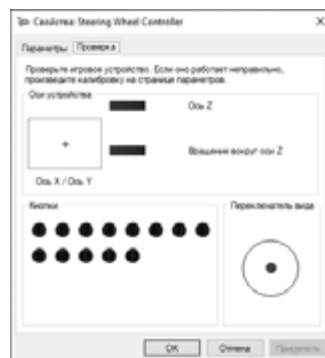 Свойства: Steering Wheel Controller
Параметры Проверка
Проверьте игровое устройство. Если оно работает неправильно,
произведите калибровку на странице параметров.
Оси устройства
Ось Z
Вращение вокруг оси Z
Ось X / Ось Y
Кнопки
Переключатель вида
OK Отмена Применить